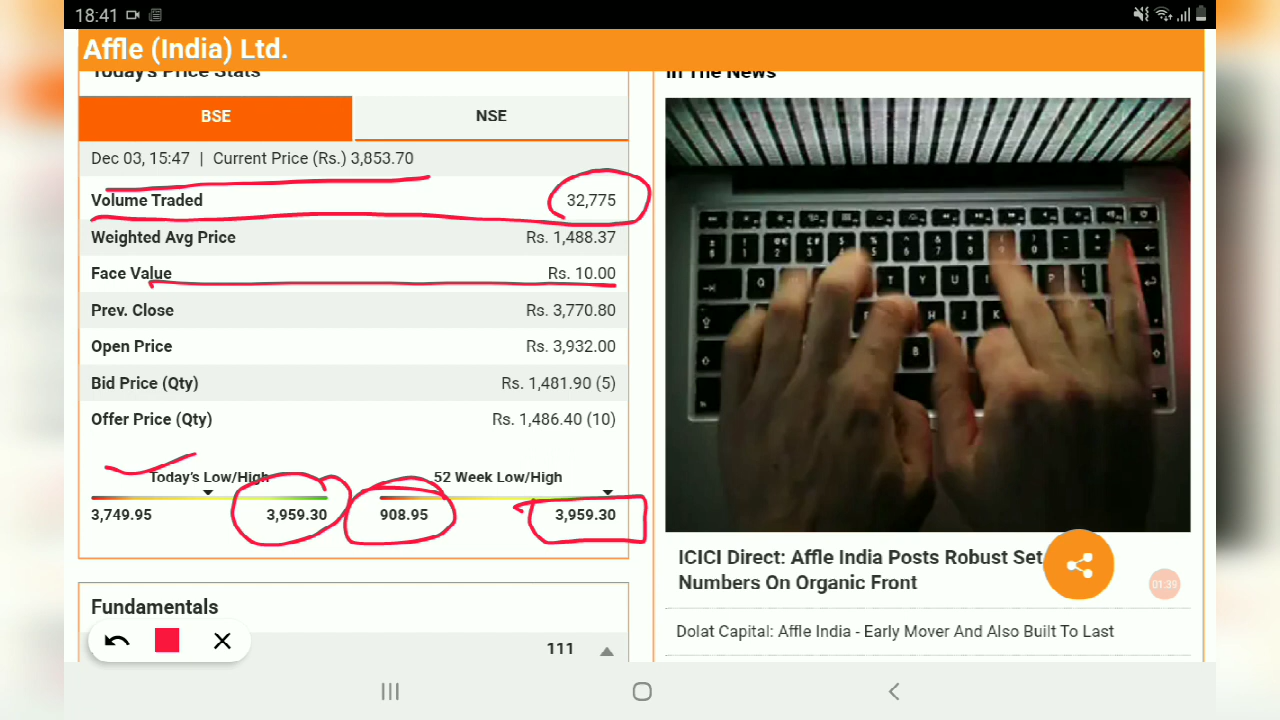 18:41
Affle (India) Ltd.
Today's Price Stats
BSE NSE
Dec 03, 15:47 | Current Price (Rs.) 3,853.70
Volume Traded 32,775
Weighted Avg Price Rs. 1,488.37
Face Value Rs. 10.00
Prev. Close Rs. 3,770.80
Open Price Rs. 3,932.00
Bid Price (Qty) Rs. 1,481.90 (5)
Offer Price (Qty) Rs. 1,486.40 (10)
Today's Low/High 52 Week Low/High
3,749.95 3,959.30 908.95 3,959.30
Fundamentals
111
In The News
ICICI Direct: Affle India Posts Robust Set
Numbers On Organic Front
01:39
Dolat Capital: Affle India - Early Mover And Also Built To Last